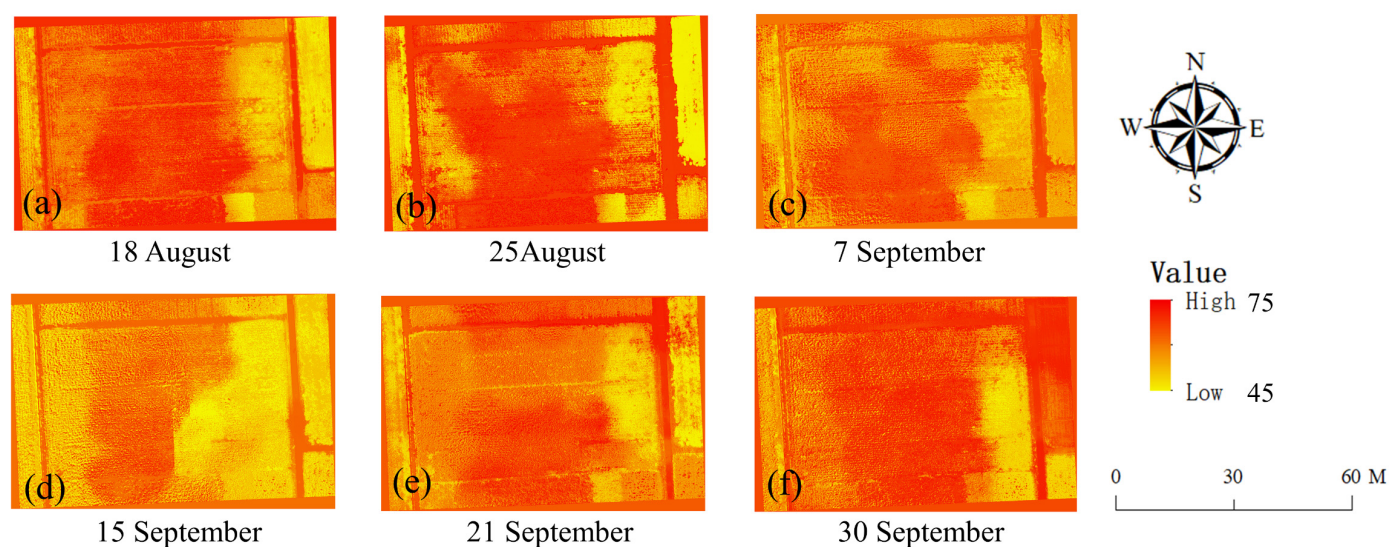 (a)
18 August
(b)
25August
(c)
7 September
N
W E
S
Value
High 75
Low 45
(d)
15 September
(e)
21 September
(f)
30 September
0 30 60 M